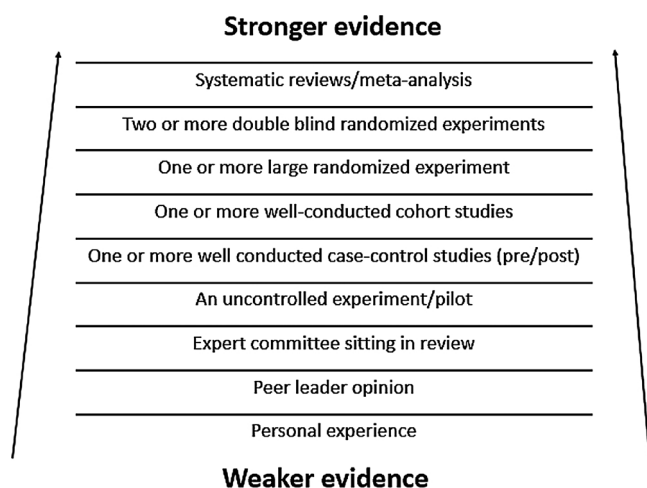 Stronger evidence
Systematic reviews/meta-analysis
Two or more double blind randomized experiments
One or more large randomized experiment
One or more well-conducted cohort studies
One or more well conducted case-control studies (pre/post)
An uncontrolled experiment/pilot
Expert committee sitting in review
Peer leader opinion
Personal experience
Weaker evidence